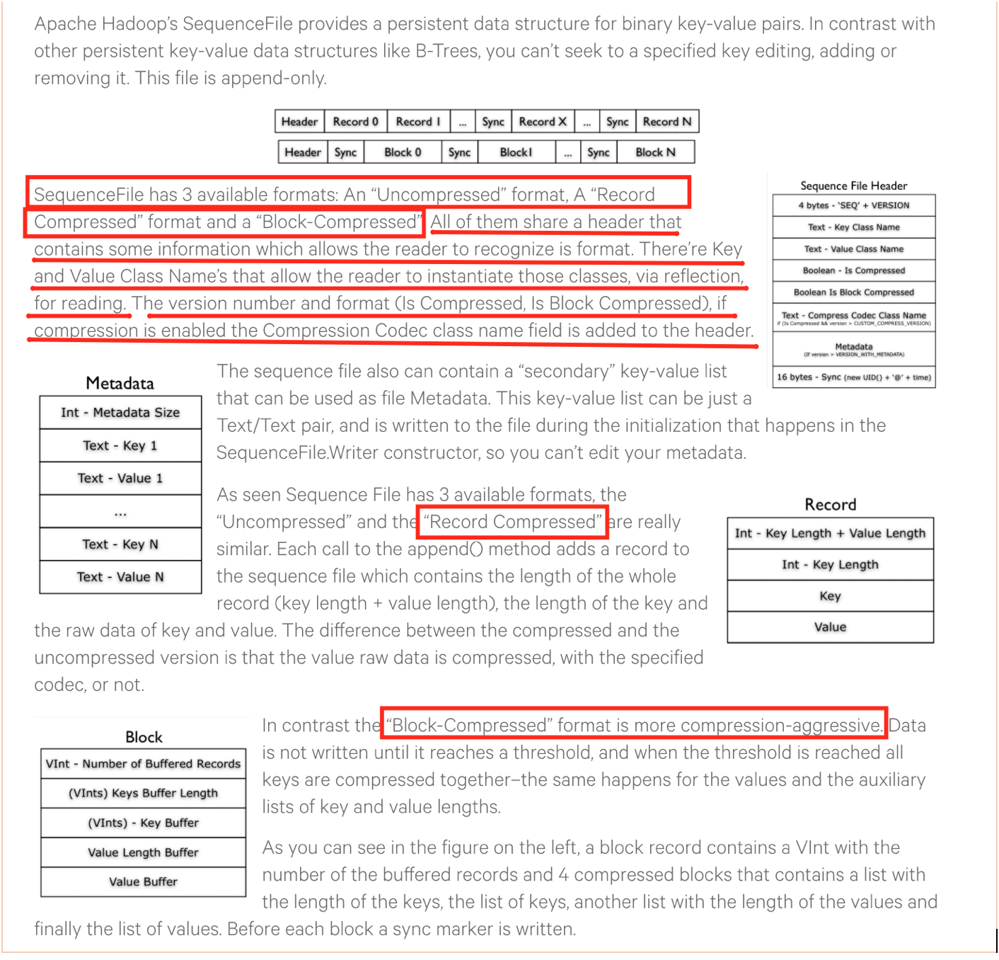 Apache Hadoop’s SequenceFile provides a persistent data structure for binary key-value pairs. In contrast with
other persistent key-value data structures like B-Trees, you can’t seek to a specified key editing, adding or
removing it. This file is append-only.
Header Record 0 Record 1 ... Sync Record X ... Sync Record N
Header Sync Block 0 Sync Block1 ... Sync Block N
SequenceFile has 3 available formats: An “Uncompressed” format, A “Record
Compressed” format and a “Block-Compressed” All of them share a header that
contains some information which allows the reader to recognize is format. There’re Key
and Value Class Name’s that allow the reader to instantiate those classes, via reflection,
for reading. The version number and format (Is Compressed, Is Block Compressed), if
compression is enabled the Compression Codec class name field is added to the header.
Sequence File Header
4 bytes - ‘SEQ’ + VERSION
Text - Key Class Name
Text - Value Class Name
Boolean - Is Compressed
Boolean Is Block Compressed
Text - Compress Codec Class Name
if (Is Compressed && version > CUSTOM_COMPRESS_VERSION)
Metadata
(If version > VERSION_WITH_METADATA)
16 bytes - Sync (new UID() + ‘@’ + time)
Metadata
Int - Metadata Size
Text - Key 1
Text - Value 1
...
Text - Key N
Text - Value N
The sequence file also can contain a “secondary” key-value list
that can be used as file Metadata. This key-value list can be just a
Text/Text pair, and is written to the file during the initialization that happens in the
SequenceFile.Writer constructor, so you can’t edit your metadata.
As seen Sequence File has 3 available formats, the
“Uncompressed” and the “Record Compressed” are really
similar. Each call to the append() method adds a record to
the sequence file which contains the length of the whole
record (key length + value length), the length of the key and
the raw data of key and value. The difference between the compressed and the
uncompressed version is that the value raw data is compressed, with the specified
codec, or not.
Record
Int - Key Length + Value Length
Int - Key Length
Key
Value
Block
VInt - Number of Buffered Records
(VInts) Keys Buffer Length
(VInts) - Key Buffer
Value Length Buffer
Value Buffer
In contrast the “Block-Compressed” format is more compression-aggressive. Data
is not written until it reaches a threshold, and when the threshold is reached all
keys are compressed together–the same happens for the values and the auxiliary
lists of key and value lengths.
As you can see in the figure on the left, a block record contains a VInt with the
number of the buffered records and 4 compressed blocks that contains a list with
the length of the keys, the list of keys, another list with the length of the values and
finally the list of values. Before each block a sync marker is written.